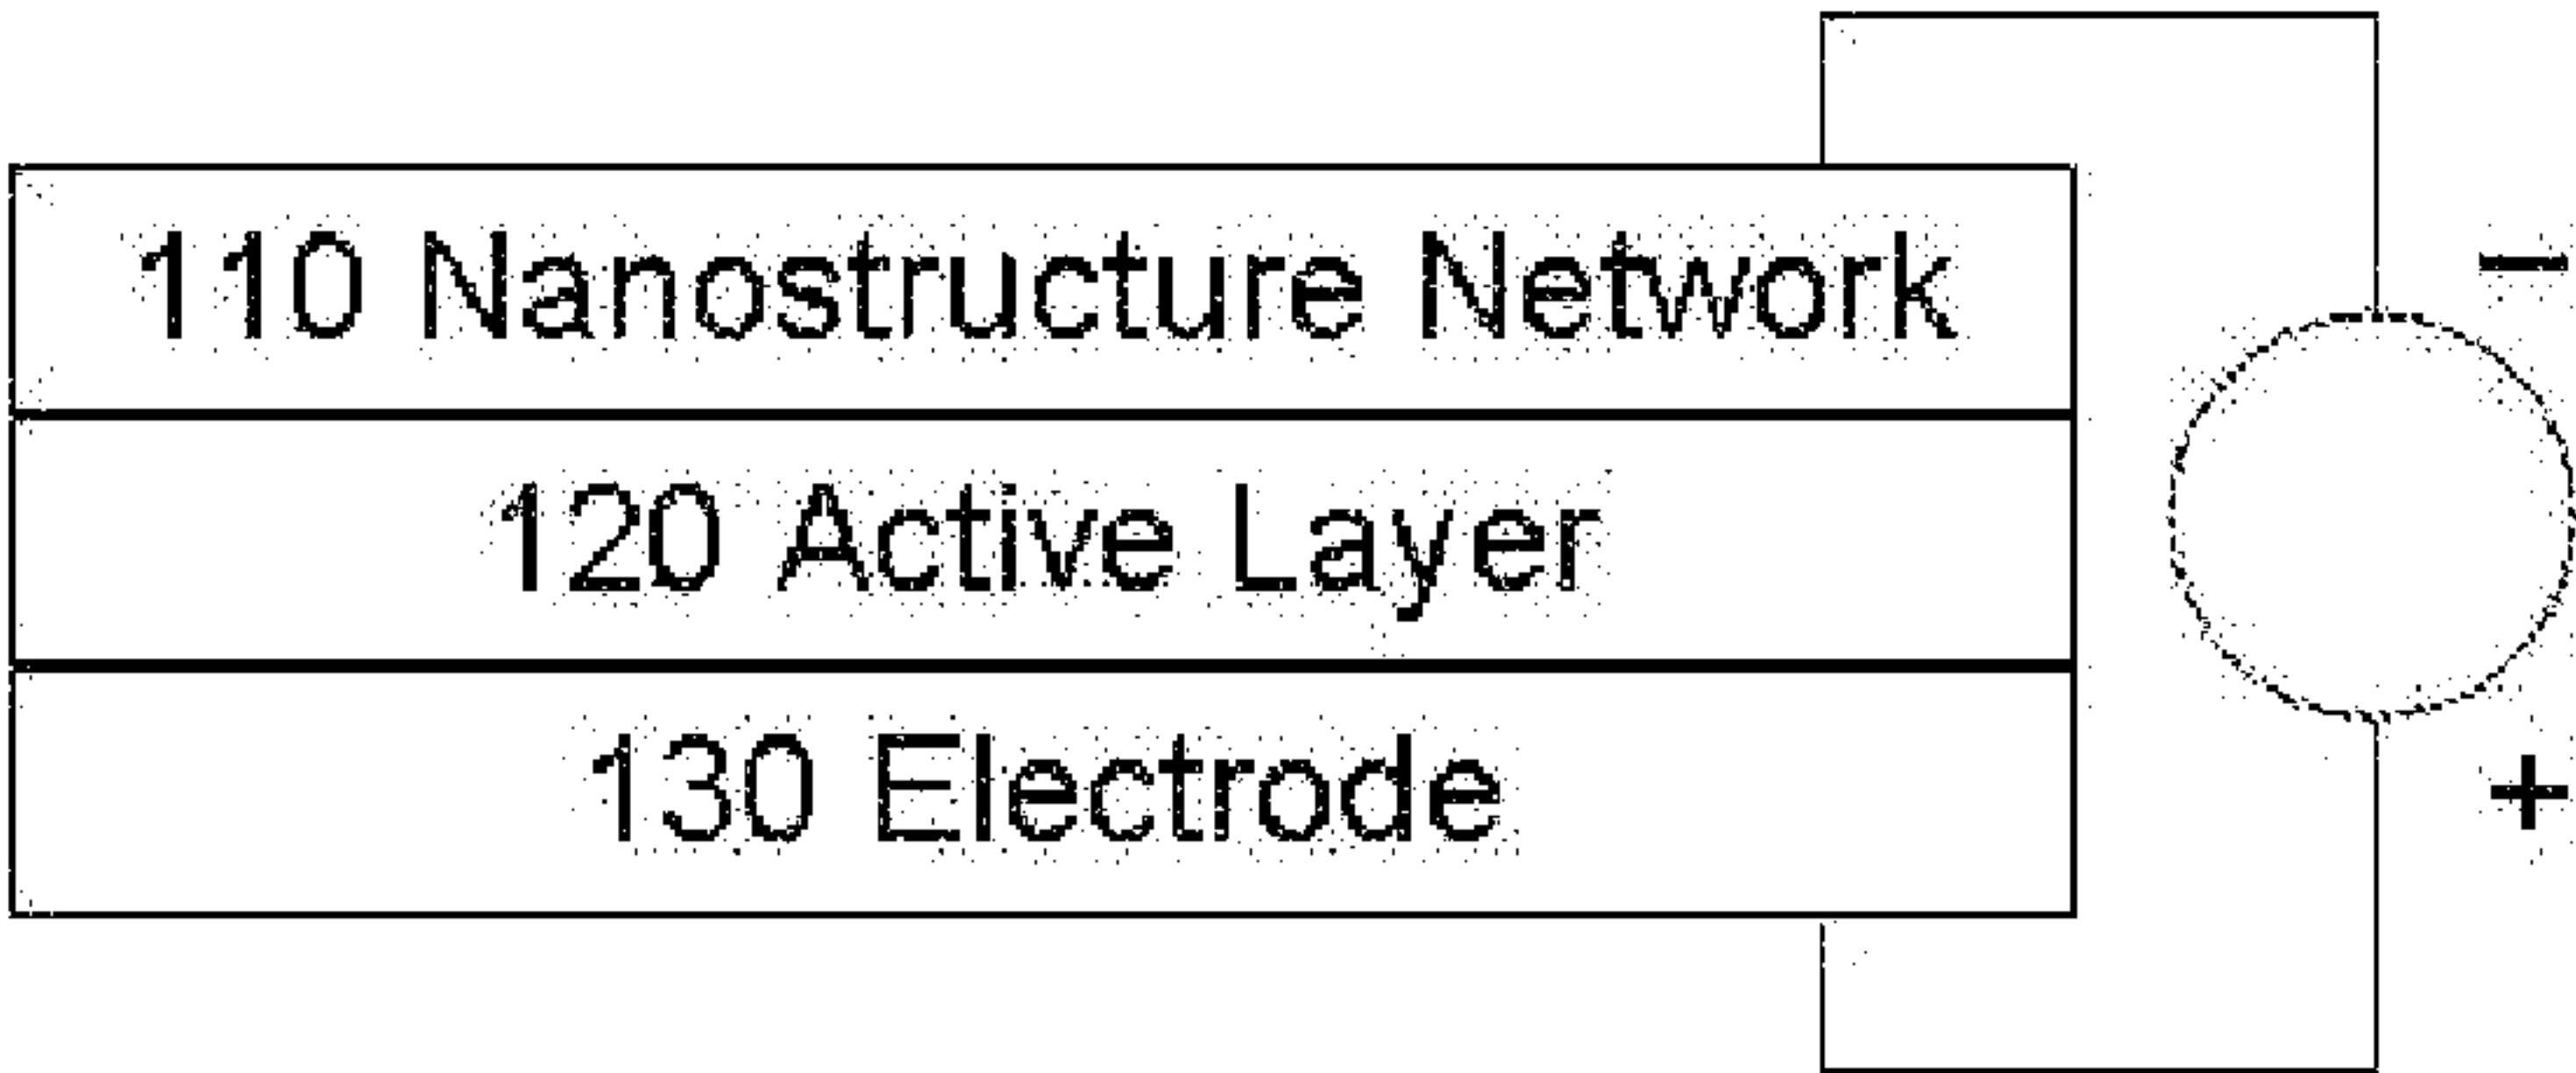 110 Nanostructure Network
−
120 Active Layer
130 Electrode
+